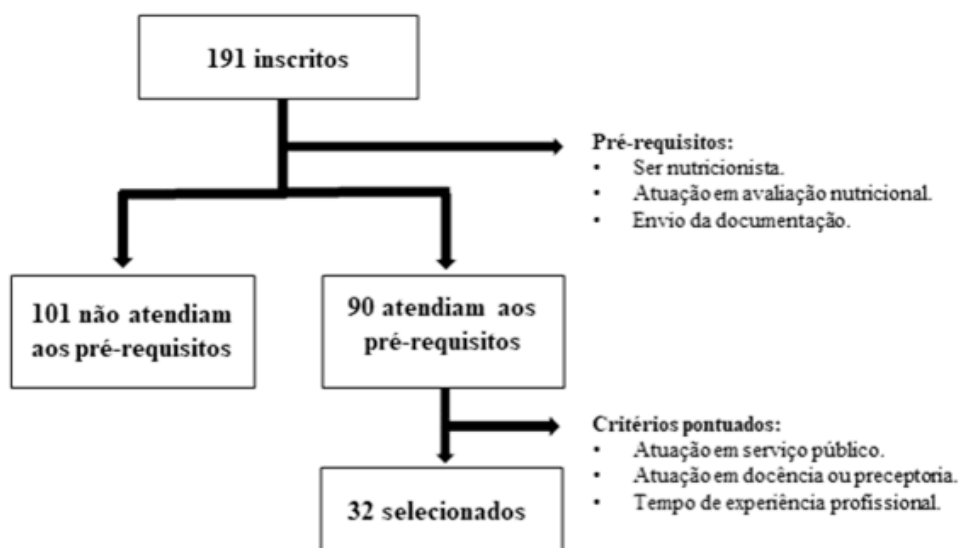 191 inscritos
Pré-requisitos:
• Ser nutricionista.
• Atuação em avaliação nutricional.
• Envio da documentação.
101 não atendiam
aos pré-requisitos
90 atendiam aos
pré-requisitos
Critérios pontuados:
• Atuação em serviço público.
• Atuação em docência ou preceptoria.
• Tempo de experiência profissional.
32 selecionados